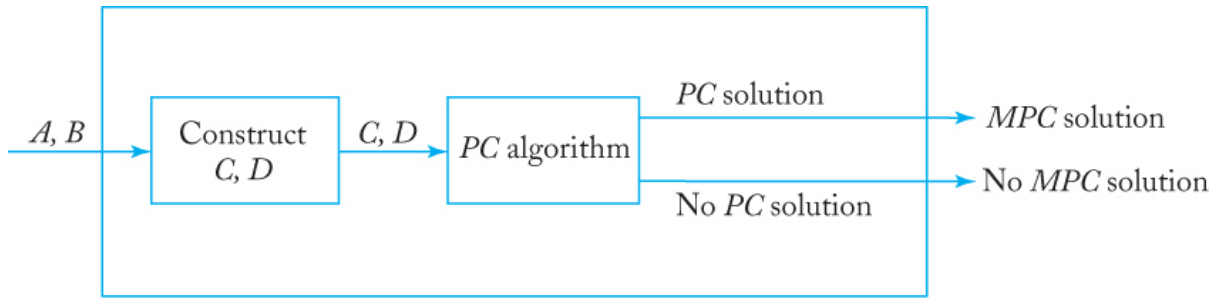 A, B
Construct
C, D
C, D
PC algorithm
PC solution
No PC solution
MPC solution
No MPC solution